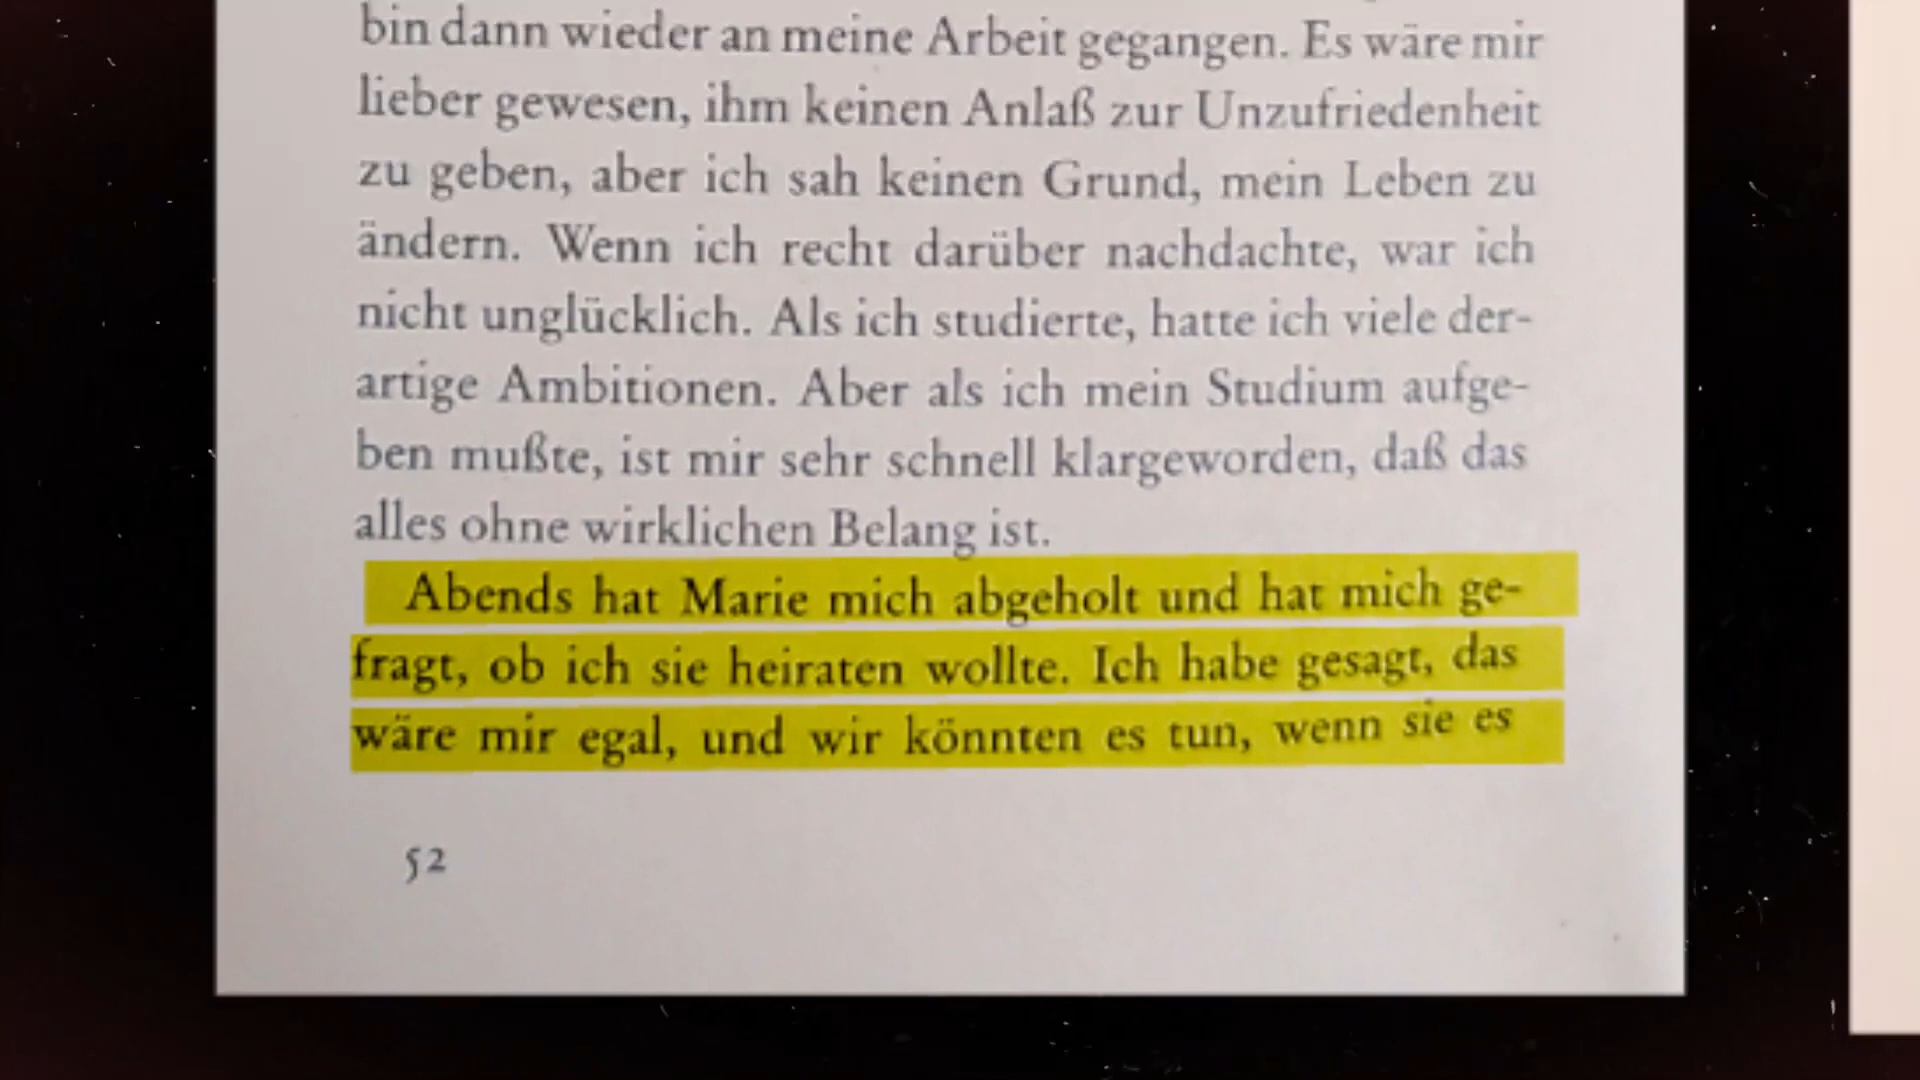 bin dann wieder an meine Arbeit gegangen. Es wäre mir
lieber gewesen, ihm keinen Anlaß zur Unzufriedenheit
zu geben, aber ich sah keinen Grund, mein Leben zu
ändern. Wenn ich recht darüber nachdachte, war ich
nicht unglücklich. Als ich studierte, hatte ich viele der-
artige Ambitionen. Aber als ich mein Studium aufge-
ben mußte, ist mir sehr schnell klargeworden, daß das
alles ohne wirklichen Belang ist.
Abends hat Marie mich abgeholt und hat mich ge-
fragt, ob ich sie heiraten wollte. Ich habe gesagt, das
wäre mir egal, und wir könnten es tun, wenn sie es
52